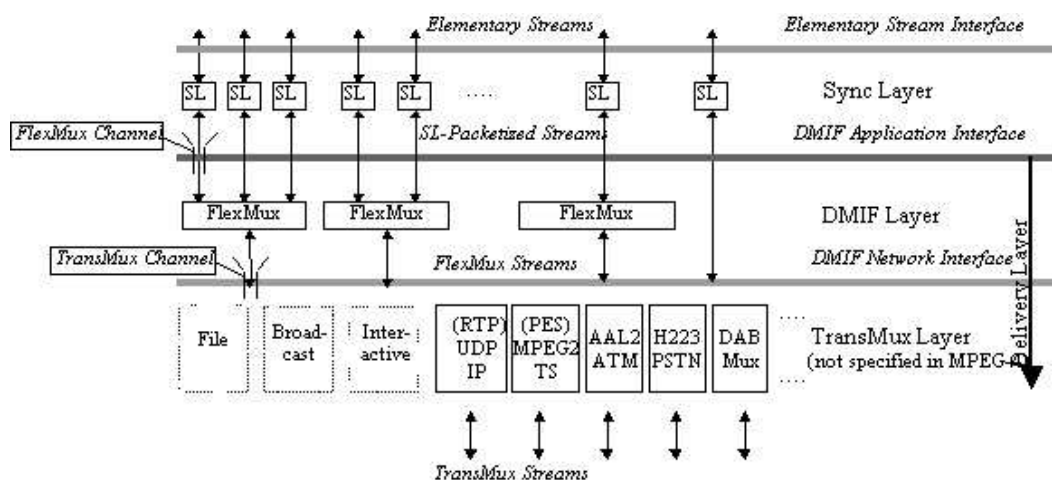 Elementary Streams
Elementary Stream Interface
SL SL SL SL SL ..... SL SL
Sync Layer
FlexMux Channel
SL-Packetized Streams
DMIF Application Interface
FlexMux FlexMux FlexMux
DMIF Layer
TransMux Channel
FlexMux Streams
DMIF Network Interface
Delivery Layer
File
Broad-
cast
Inter-
active
(RTP)
UDP
IP
(PES)
MPEG2
TS
AAL2
ATM
H223
PSTN
DAB
Mux
TransMux Layer
(not specified in MPEG-
TransMux Streams